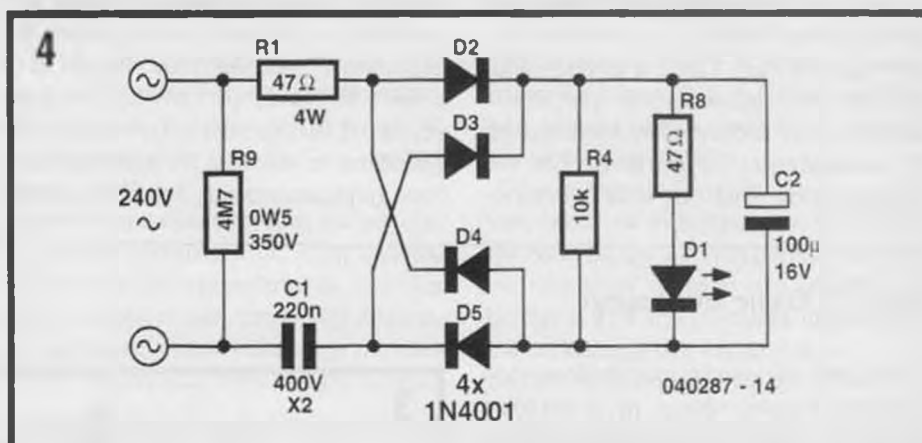 4
R1
47Ω
4W
D2
D3
R9
4M7
0W5
350V
240V
~
C1
220n
400V
X2
D4
D5
4x
1N4001
R4
10k
R8
47Ω
D1
C2
100µ
16V
040287 - 14